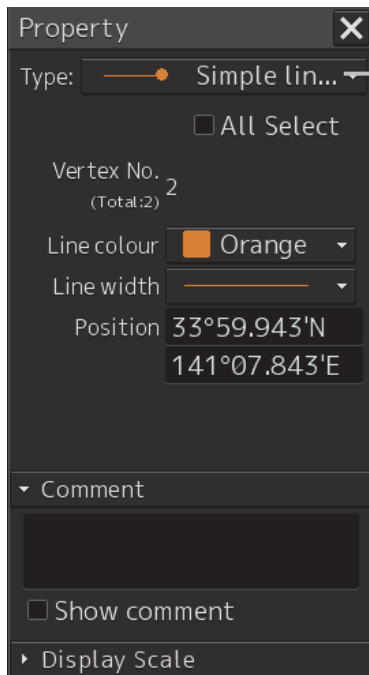 Property
Type: Simple lin...
All Select
Vertex No. 2
(Total:2)
Line colour Orange
Line width
Position 33°59.943'N
141°07.843'E
Comment
Show comment
Display Scale